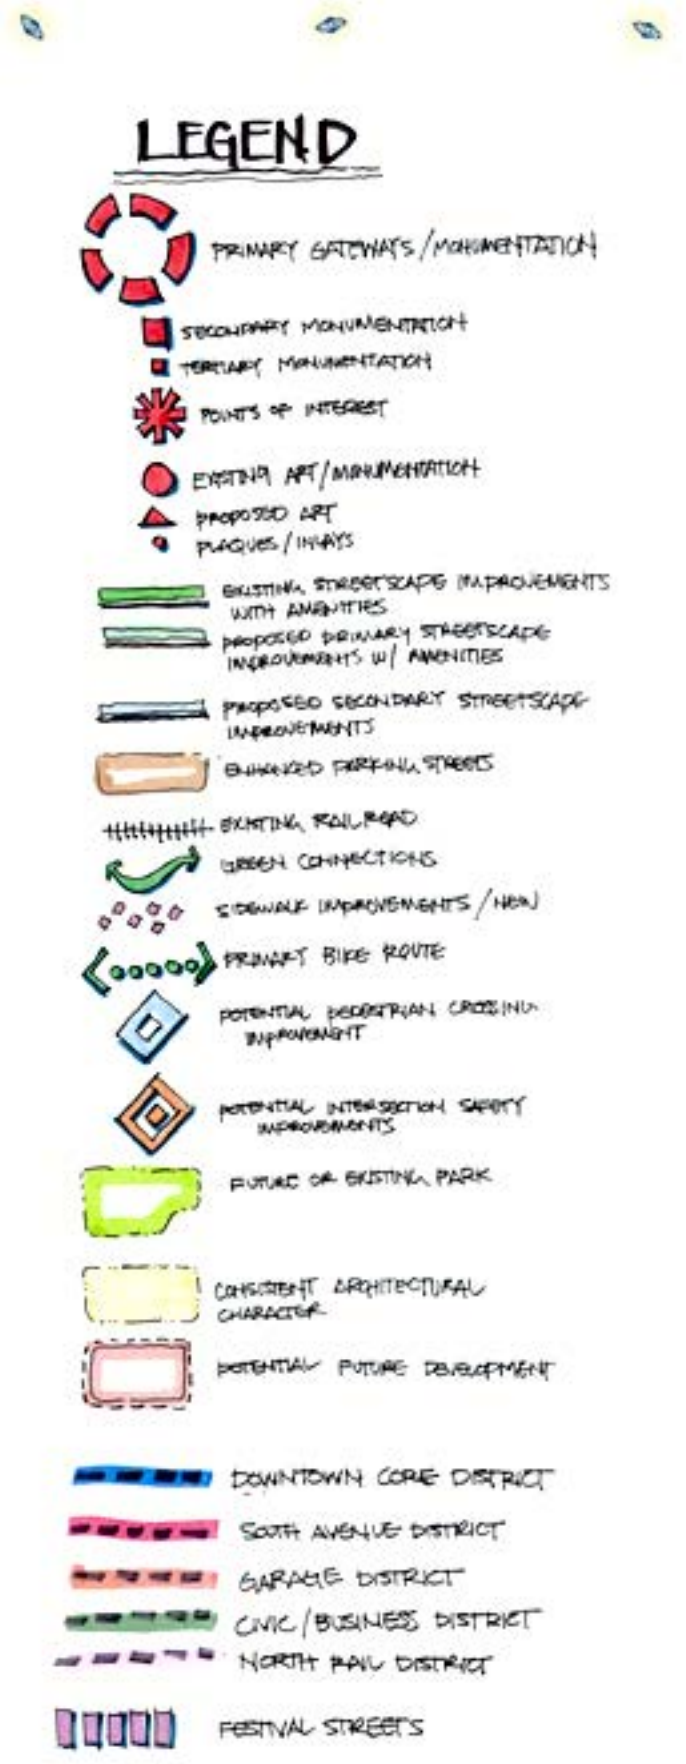 LEGEND
PRIMARY GATEWAYS/MONUMENTATION
SECONDARY MONUMENTATION
TERTIARY MONUMENTATION
POINTS OF INTEREST
EXISTING ART/MONUMENTATION
PROPOSED ART
PLAQUES/INLAYS
EXISTING STREETSCAPE IMPROVEMENTS
WITH AMENITIES
PROPOSED PRIMARY STREETSCAPE
IMPROVEMENTS W/ AMENITIES
PROPOSED SECONDARY STREETSCAPE
IMPROVEMENTS
ENHANCED PARKING STREETS
EXISTING RAILROAD
GREEN CONNECTIONS
SIDEWALK IMPROVEMENTS/NEW
PRIMARY BIKE ROUTE
POTENTIAL PEDESTRIAN CROSSING
IMPROVEMENT
POTENTIAL INTERSECTION SAFETY
IMPROVEMENTS
FUTURE OR EXISTING PARK
CONSISTENT ARCHITECTURAL
CHARACTER
POTENTIAL FUTURE DEVELOPMENT
DOWNTOWN CORE DISTRICT
SOUTH AVENUE DISTRICT
GARAGE DISTRICT
CIVIC/BUSINESS DISTRICT
NORTH RAIL DISTRICT
FESTIVAL STREETS